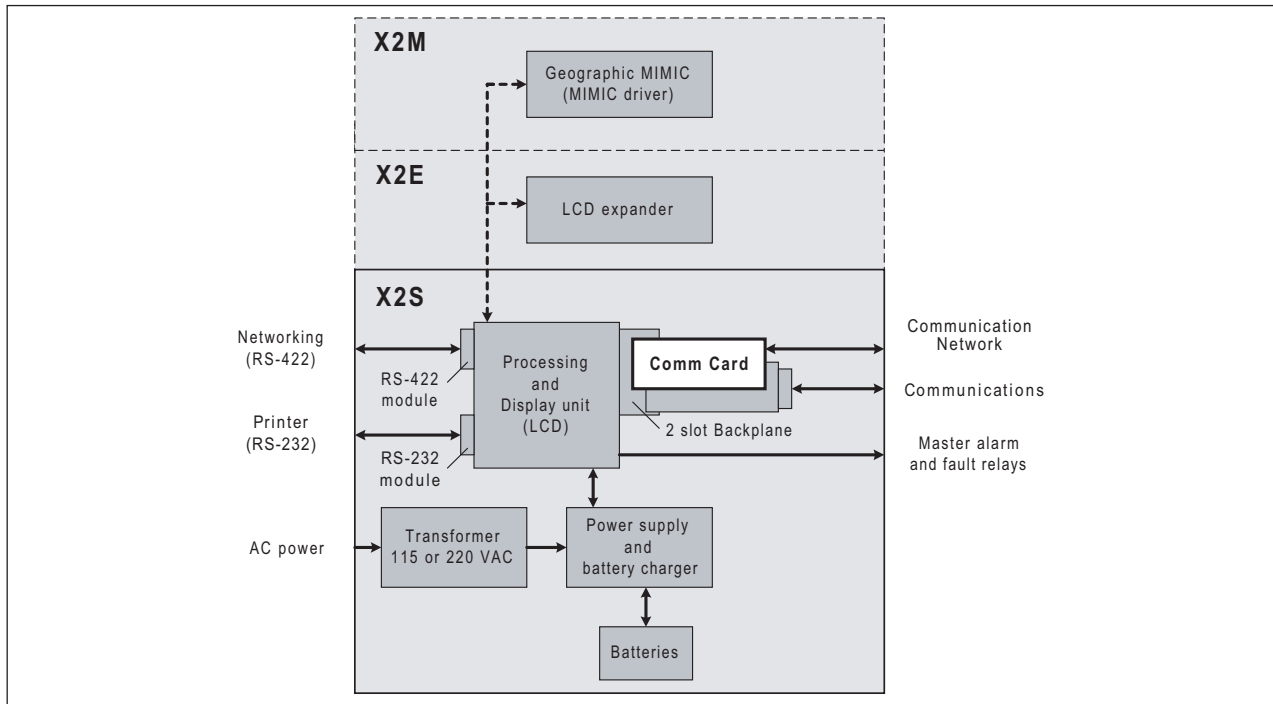 X2M
Geographic MIMIC
(MIMIC driver)
X2E
LCD expander
X2S
Networking
(RS-422)
RS-422
module
Processing
and
Display unit
(LCD)
Comm Card
Communication
Network
Communications
2 slot Backplane
Printer
(RS-232)
RS-232
module
Master alarm
and fault relays
AC power
Transformer
115 or 220 VAC
Power supply
and
battery charger
Batteries